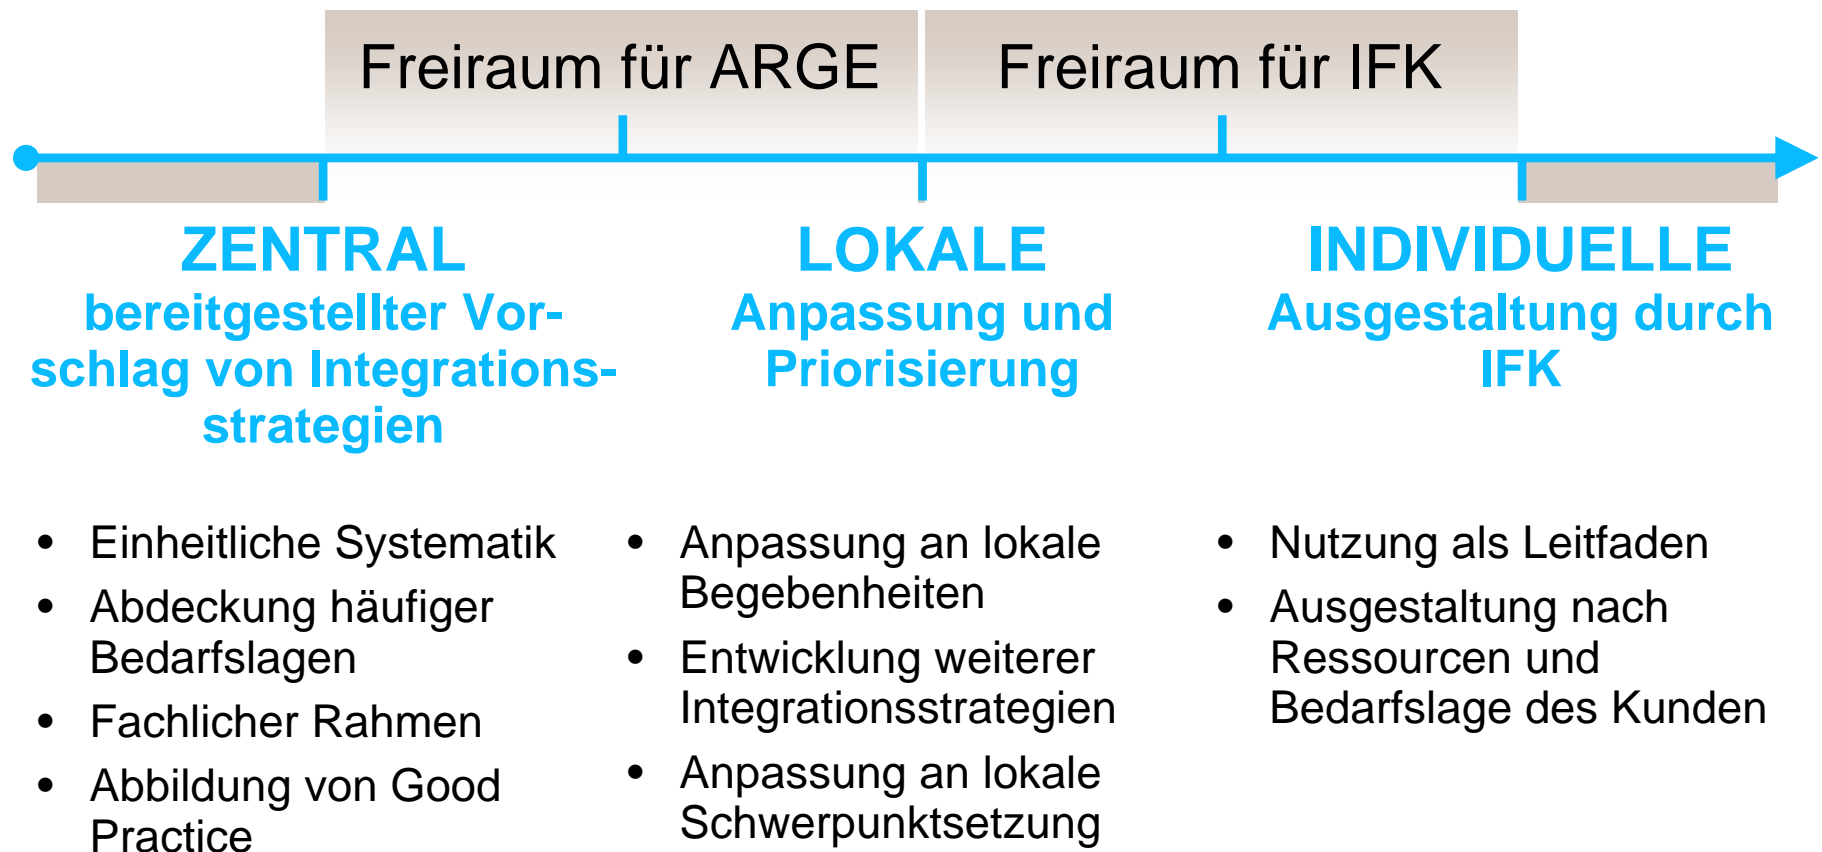 Freiraum für ARGE
Freiraum für IFK
ZENTRAL
bereitgestellter Vor-
schlag von Integrations-
strategien
• Einheitliche Systematik
• Abdeckung häufiger
Bedarfslagen
• Fachlicher Rahmen
• Abbildung von Good
Practice
LOKALE
Anpassung und
Priorisierung
• Anpassung an lokale
Begebenheiten
• Entwicklung weiterer
Integrationsstrategien
• Anpassung an lokale
Schwerpunktsetzung
INDIVIDUELLE
Ausgestaltung durch
IFK
• Nutzung als Leitfaden
• Ausgestaltung nach
Ressourcen und
Bedarfslage des Kunden